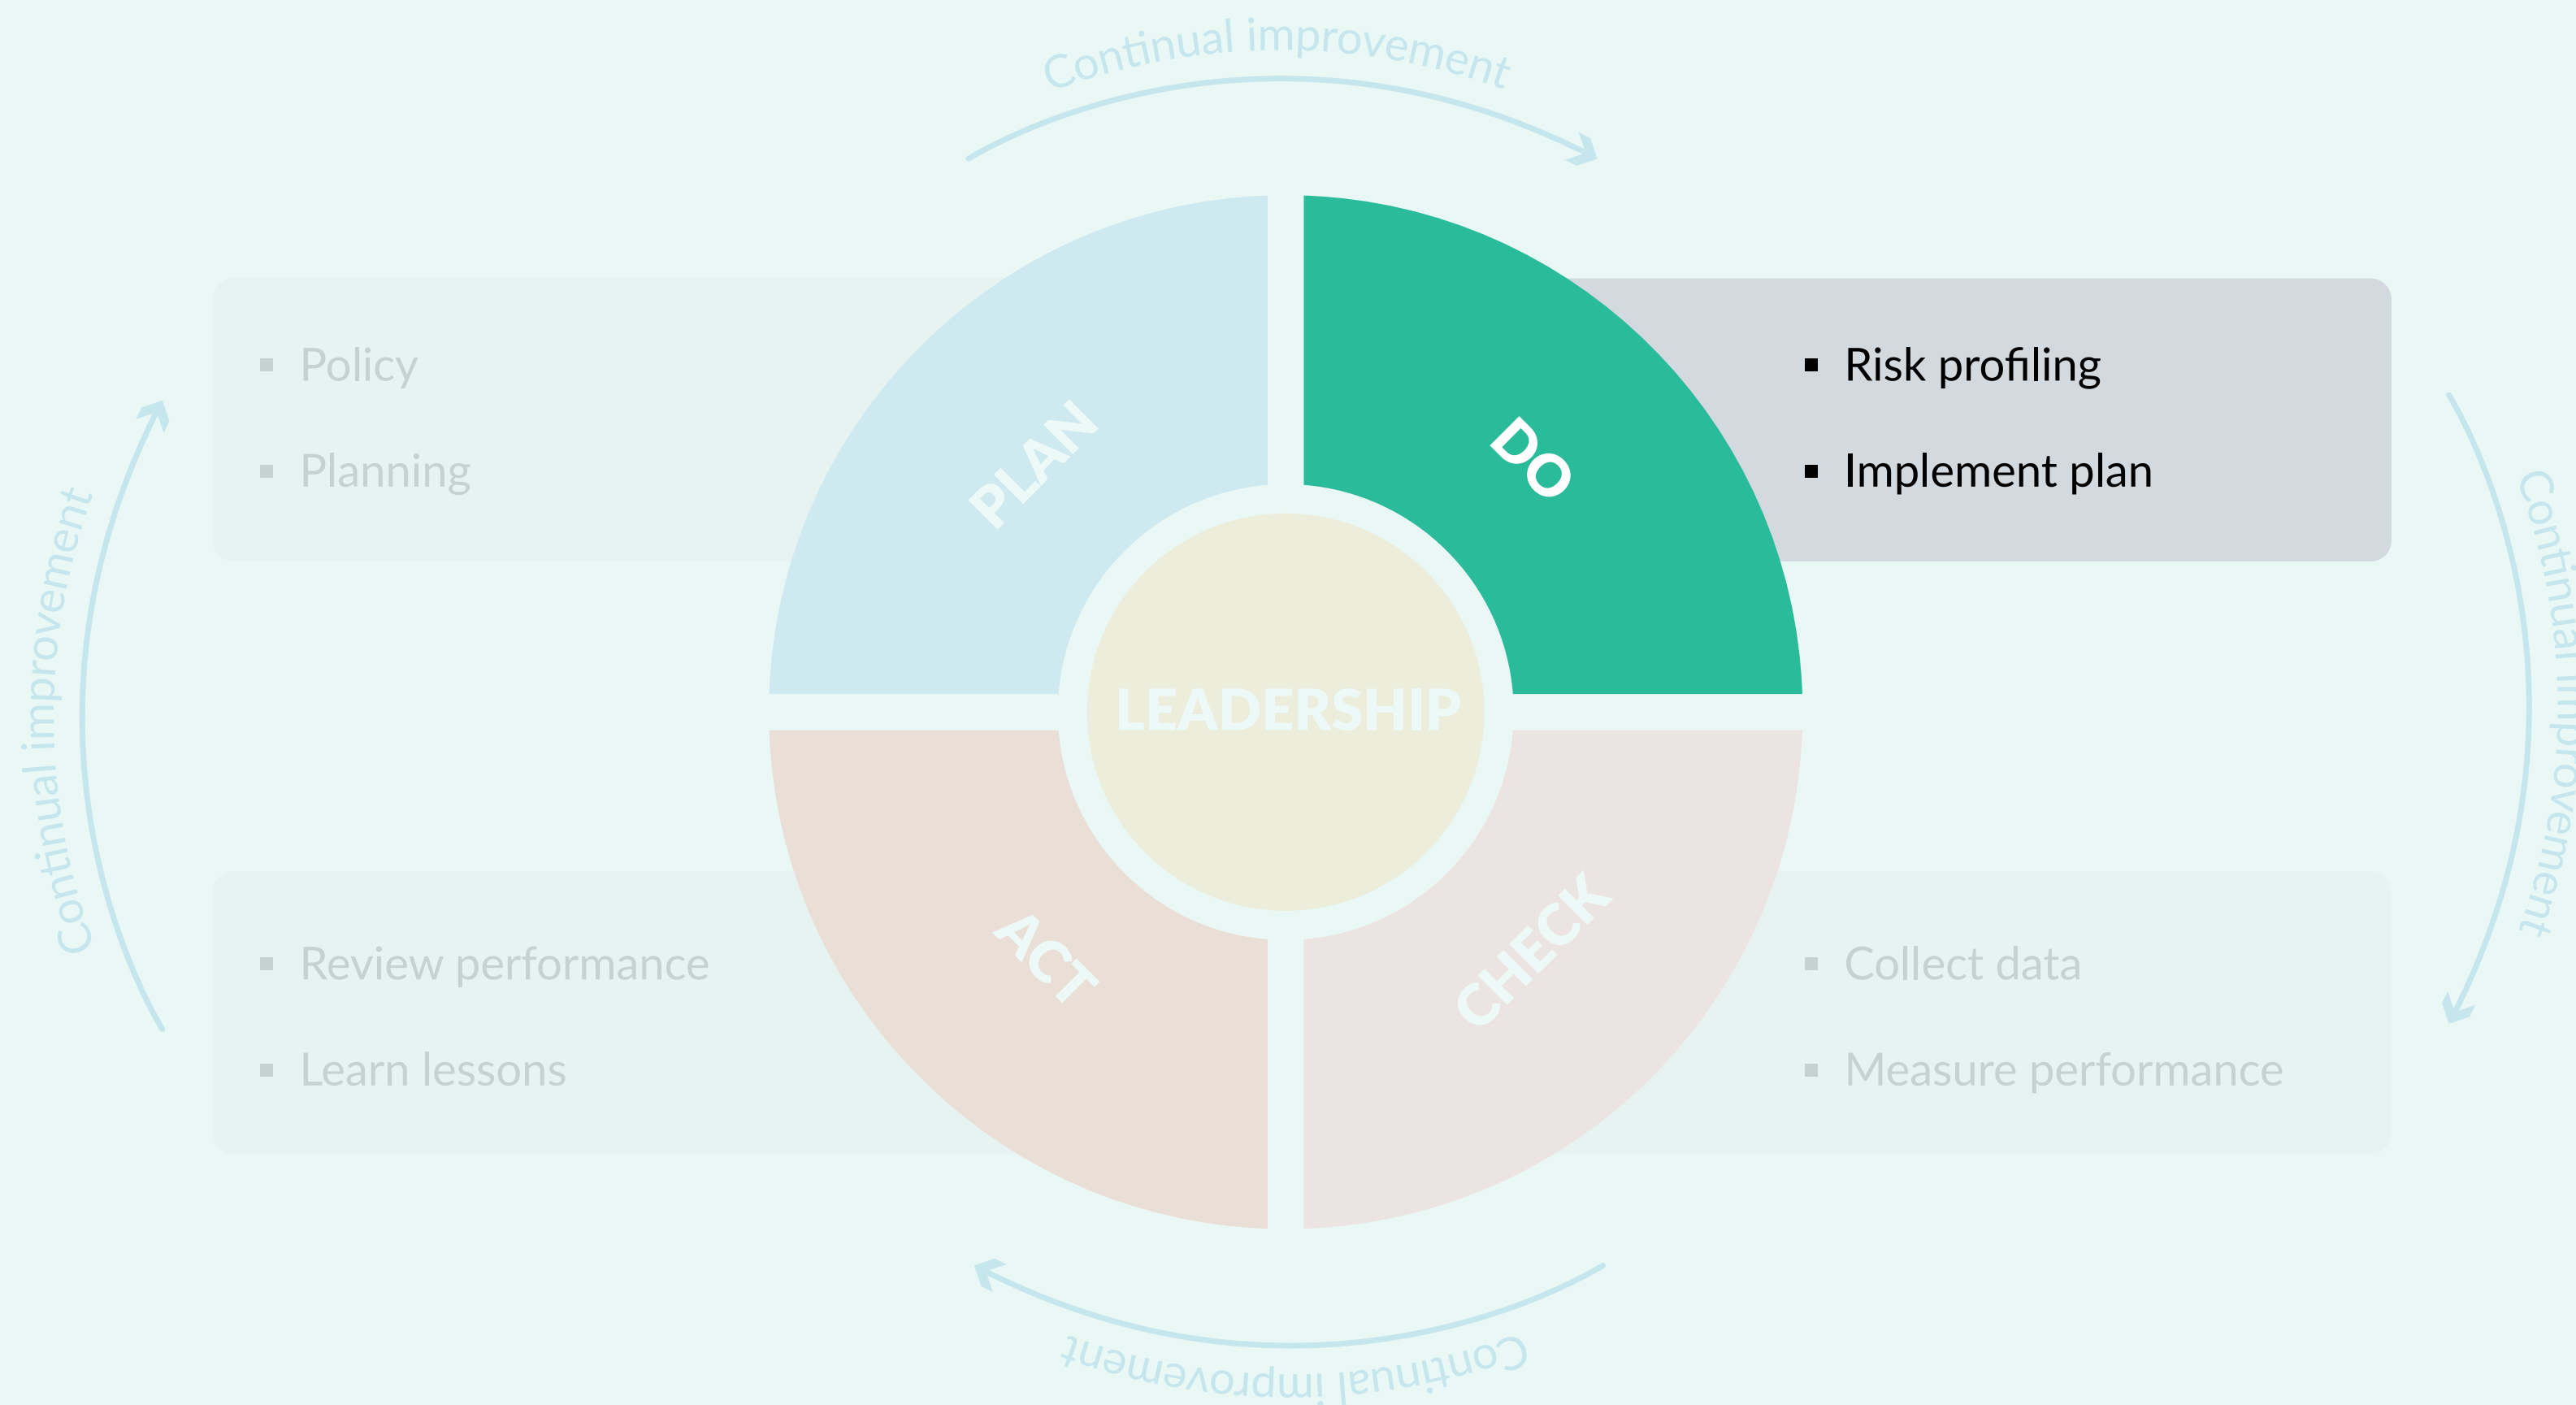 Continual improvement
▪ Policy
▪ Planning
PLAN
DO
▪ Risk profiling
▪ Implement plan
Continual improvement
LEADERSHIP
Continual improvement
▪ Review performance
▪ Learn lessons
ACT
CHECK
▪ Collect data
▪ Measure performance
Continual improvement